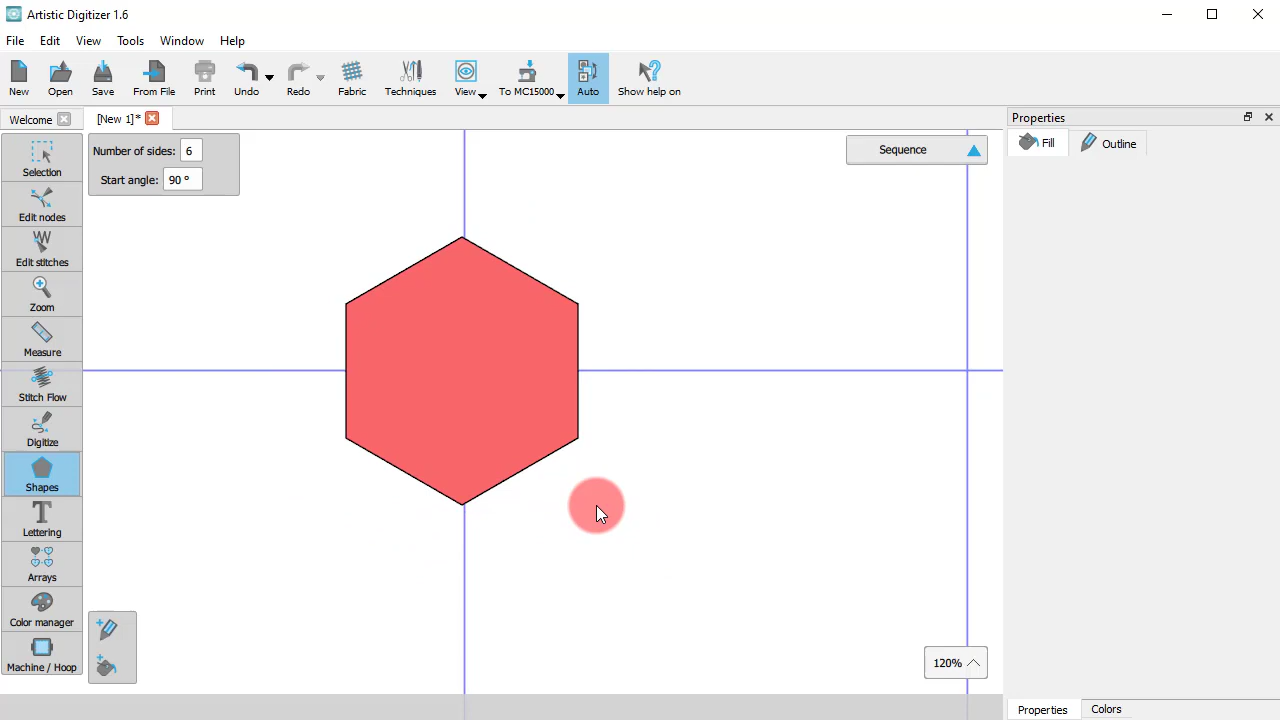 Artistic Digitizer 1.6
File Edit View Tools Window Help
New Open Save From File Print Undo Redo Fabric Techniques View To MC15000 Auto Show help on
Welcome [New 1]* Properties
Number of sides: 6 Sequence Fill Outline
Start angle: 90 °
Selection
Edit nodes
Edit stitches
Zoom
Measure
Stitch Flow
Digitize
Shapes
Lettering
Arrays
Color manager
Machine / Hoop
120%
Properties Colors